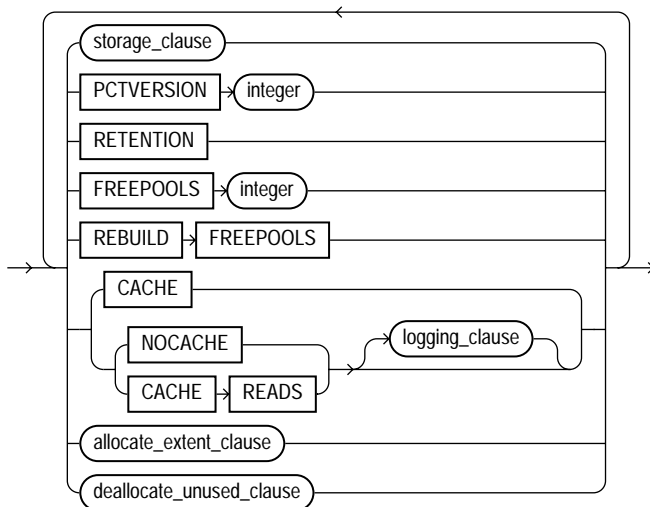 storage_clause
PCTVERSION integer
RETENTION
FREEPOOLS integer
REBUILD FREEPOOLS
CACHE
NOCACHE
logging_clause
CACHE READS
allocate_extent_clause
deallocate_unused_clause